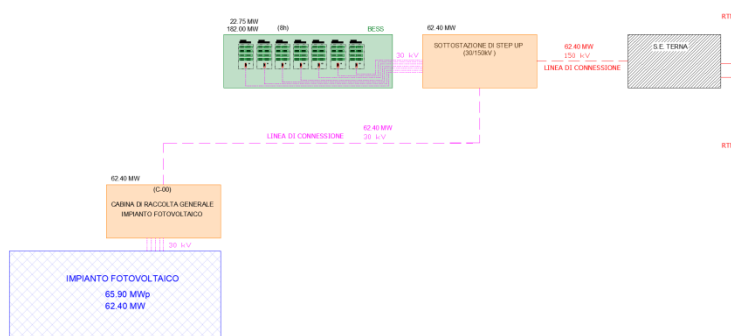 22.75 MW
182.00 MW
(8h)
BESS
30 kV
62.40 MW
SOTTOSTAZIONE DI STEP UP
(30/150kV )
62.40 MW
150 kV
LINEA DI CONNESSIONE
S.E. TERNA
LINEA DI CONNESSIONE
62.40 MW
30 kV
62.40 MW
(C-00)
CABINA DI RACCOLTA GENERALE
IMPIANTO FOTOVOLTAICO
30 kV
IMPIANTO FOTOVOLTAICO
65.90 MWp
62.40 MW